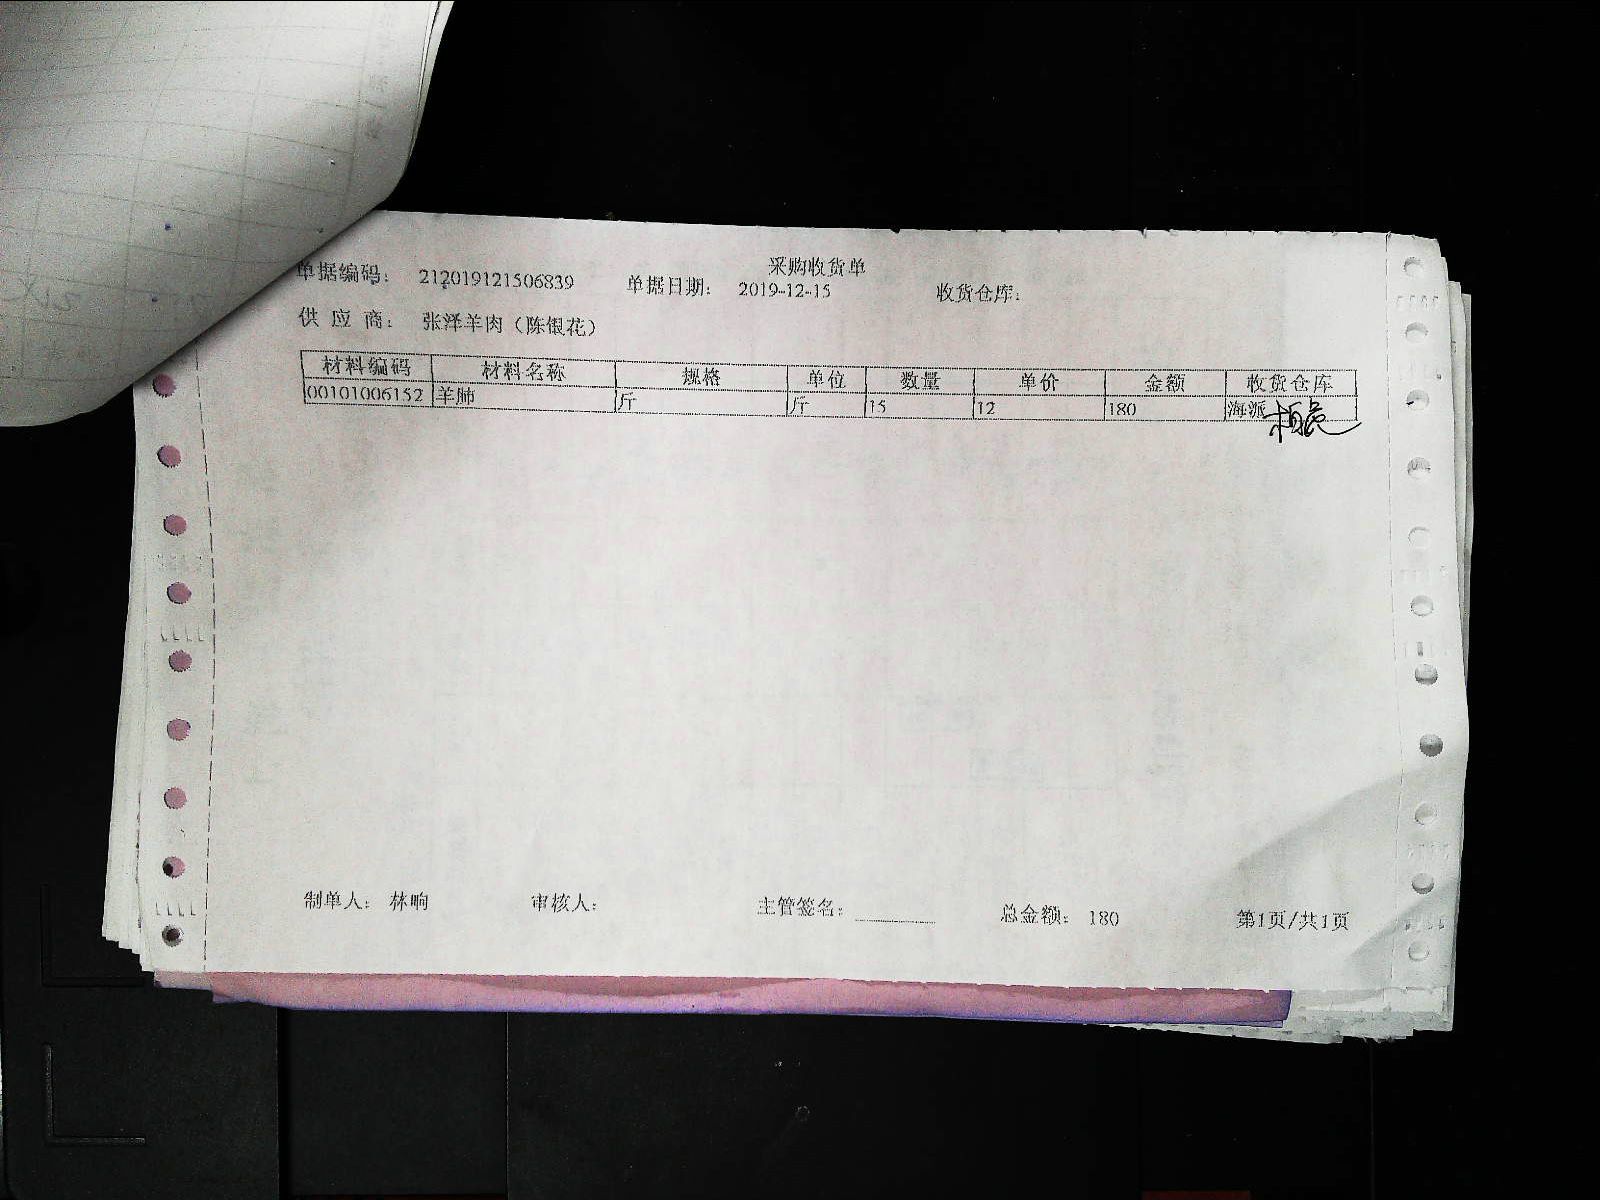 采购收货单
单据编码： 212019121506839 单据日期： 2019-12-15 收货仓库：
供 应 商： 张泽羊肉（陈银花）
材料编码 材料名称 规格 单位 数量 单价 金额 收货仓库
00101006152 羊肺 斤 斤 15 12 180 海派
制单人： 林响 审核人： 主管签名： 总金额： 180 第1页/共1页